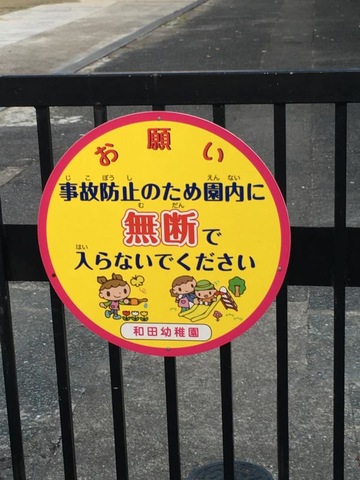 お願い
じこぼうし えんない
事故防止のため園内に
むだん
無断で
はい
入らないでください
和田幼稚園